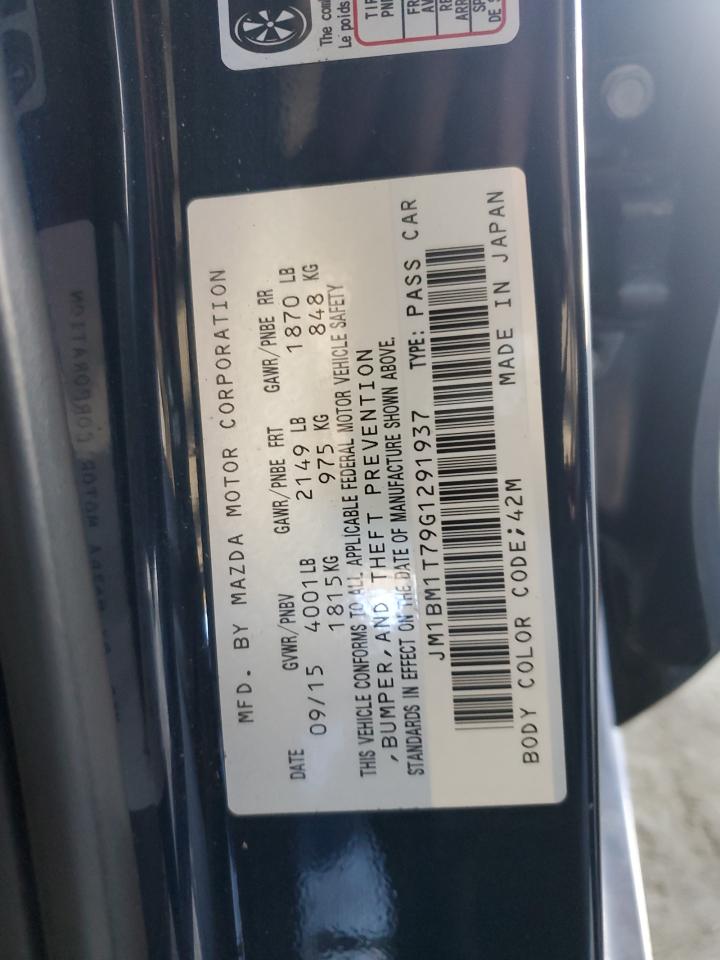 MFD. BY MAZDA MOTOR CORPORATION
DATE GVWR/PNBV GAWR/PNBE FRT GAWR/PNBE RR
09/15 4001LB 2149 LB 1870 LB
1815KG 975 KG 848 KG
THIS VEHICLE CONFORMS TO ALL APPLICABLE FEDERAL MOTOR VEHICLE SAFETY
,BUMPER,AND THEFT PREVENTION
STANDARDS IN EFFECT ON THE DATE OF MANUFACTURE SHOWN ABOVE.
JM1BM1T79G1291937 TYPE: PASS CAR
BODY COLOR CODE;42M MADE IN JAPAN
The
Le poids